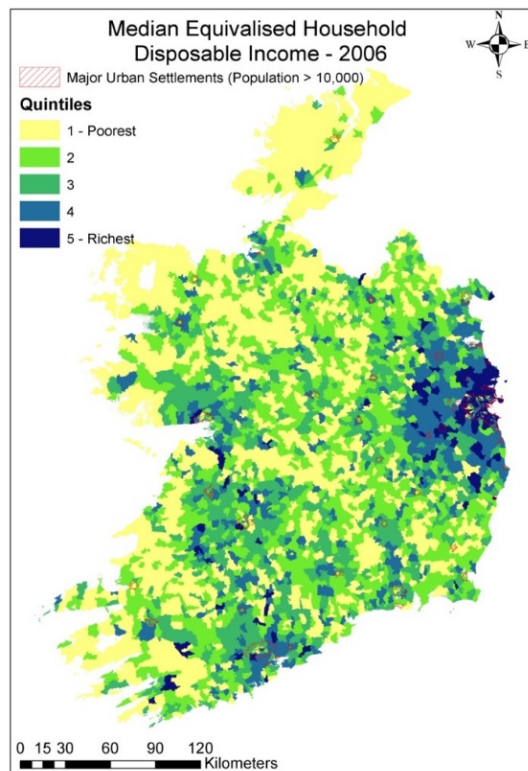 Median Equivalised Household
Disposable Income - 2006
N
W E
S
Major Urban Settlements (Population > 10,000)
Quintiles
1 - Poorest
2
3
4
5 - Richest
0 15 30 60 90 120
Kilometers